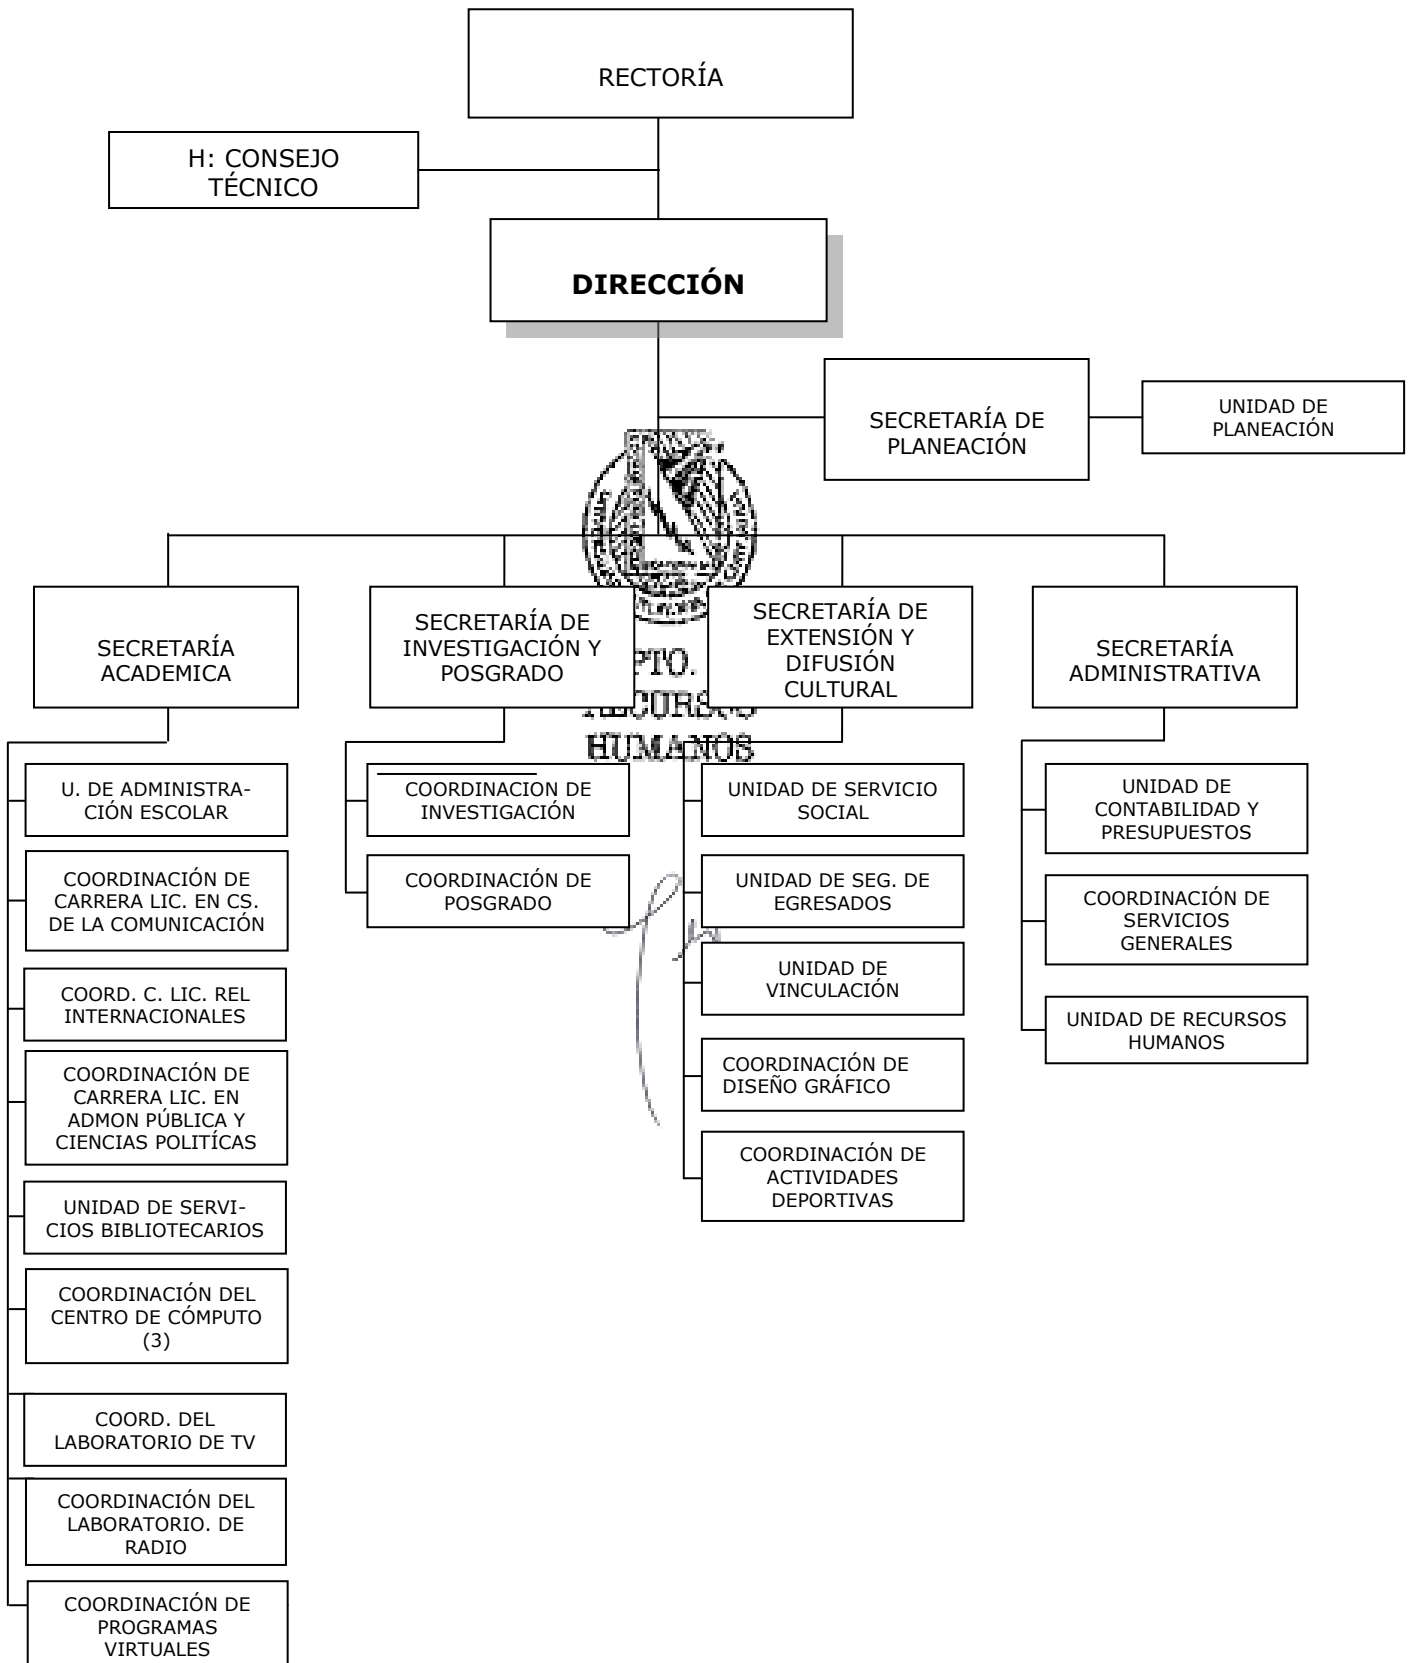 RECTORÍA
H: CONSEJO
TÉCNICO
DIRECCIÓN
SECRETARÍA DE
PLANEACIÓN
UNIDAD DE
PLANEACIÓN
SECRETARÍA
ACADEMICA
SECRETARÍA DE
INVESTIGACIÓN Y
POSGRADO
SECRETARÍA DE
EXTENSIÓN Y
DIFUSIÓN
CULTURAL
SECRETARÍA
ADMINISTRATIVA
HUMANOS
U. DE ADMINISTRA-
CIÓN ESCOLAR
COORDINACIÓN DE
CARRERA LIC. EN CS.
DE LA COMUNICACIÓN
COORD. C. LIC. REL
INTERNACIONALES
COORDINACIÓN DE
CARRERA LIC. EN
ADMON PÚBLICA Y
CIENCIAS POLITÍCAS
UNIDAD DE SERVI-
CIOS BIBLIOTECARIOS
COORDINACIÓN DEL
CENTRO DE CÓMPUTO
(3)
COORD. DEL
LABORATORIO DE TV
COORDINACIÓN DEL
LABORATORIO. DE
RADIO
COORDINACIÓN DE
PROGRAMAS
VIRTUALES
COORDINACION DE
INVESTIGACIÓN
COORDINACIÓN DE
POSGRADO
UNIDAD DE SERVICIO
SOCIAL
UNIDAD DE SEG. DE
EGRESADOS
UNIDAD DE
VINCULACIÓN
COORDINACIÓN DE
DISEÑO GRÁFICO
COORDINACIÓN DE
ACTIVIDADES
DEPORTIVAS
UNIDAD DE
CONTABILIDAD Y
PRESUPUESTOS
COORDINACIÓN DE
SERVICIOS
GENERALES
UNIDAD DE RECURSOS
HUMANOS